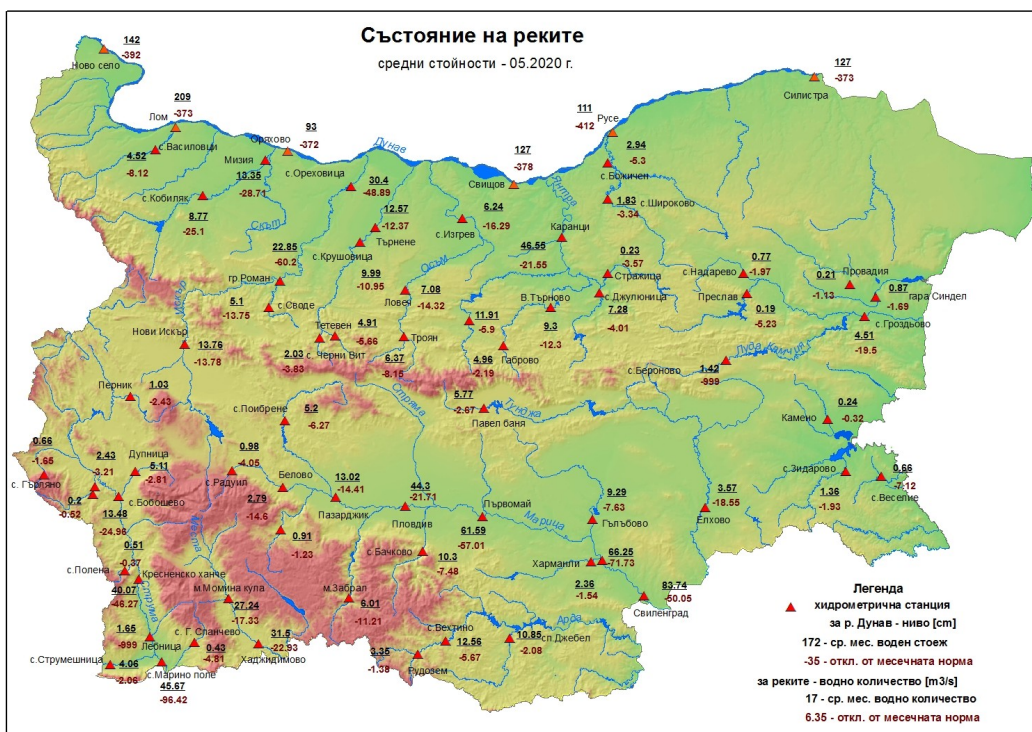 Състояние на реките
средни стойности - 05.2020 г.
142
-392
Ново село
127
-373
Силистра
209
-373
Лом
111
-412
Русе
93
-372
Оряхово
Дунав
127
-378
Свищов
4.52
-8.12
с.Василовци
Мизия
13.35
-28.71
с.Ореховица
30.4
-48.89
2.94
-5.3
с.Божичен
с.Кобиляк
8.77
-25.1
Скът
12.57
-12.37
Търнене
6.24
-16.29
с.Изгрев
Янтра
1.83
-3.34
с.Широково
Каранци
46.55
-21.55
22.85
-60.2
гр.Роман
с.Крушовица
9.99
-10.95
Осъм
0.23
-3.57
Стражица
с.Надарево
0.77
-1.97
0.21
-1.13
Провадия
Искър
5.1
-13.75
с.Своде
7.08
-14.32
Ловеч
В.Търново
9.3
-12.3
с.Джулюница
7.28
-4.01
Преслав
0.19
-5.23
0.87
-1.69
гара Синдел
с.Гроздьово
4.51
-19.5
Нови Искър
13.76
-13.78
Тетевен
4.91
-5.66
2.03
-3.83
с. Черни Вит
Троян
6.37
-8.15
11.91
-5.9
4.96
-2.19
Габрово
Луда Камчия
с.Бероново
1.42
-999
Перник
1.03
-2.43
с.Поибрене
5.2
-6.27
Стряма
5.77
-2.67
Павел баня
Тунджа
0.24
-0.32
Камено
0.66
-1.65
с. Гърляно
2.43
-3.21
Дупница
5.11
-2.81
0.98
-4.05
с.Радуил
0.2
-0.52
13.48
-24.96
с.Бобошево
Белово
2.79
-14.6
13.02
-14.41
Пазарджик
44.3
-21.71
Пловдив
Първомай
61.59
-57.01
Марица
9.29
-7.63
Гълъбово
3.57
-18.55
Елхово
с.Зидарово
1.36
-1.93
0.66
-7.12
с.Веселие
0.91
-1.23
Места
0.51
-0.37
с.Полена
Кресненско ханче
40.07
-46.27
Струма
с.Бачково
10.3
-7.48
Харманли
2.36
-1.54
66.25
-71.73
83.74
-50.05
Свиленград
м.Момина кула
27.24
-17.33
м.Забрал
6.01
-11.21
1.65
-999
Лебница
с. Г. Спанчево
0.43
-4.81
31.5
-22.93
Хаджидимово
с.Струмешница
4.06
-2.06
с.Марино поле
45.67
-96.42
3.35
-1.38
Рудозем
с.Вехтино
12.56
-5.67
Арда
10.85
-2.08
сп.Джебел
Легенда
хидрометрична станция
за р. Дунав - ниво [cm]
172 - ср. мес. воден стоеж
-35 - откл. от месечната норма
за реките - водно количество [m3/s]
17 - ср. мес. водно количество
6.35 - откл. от месечната норма